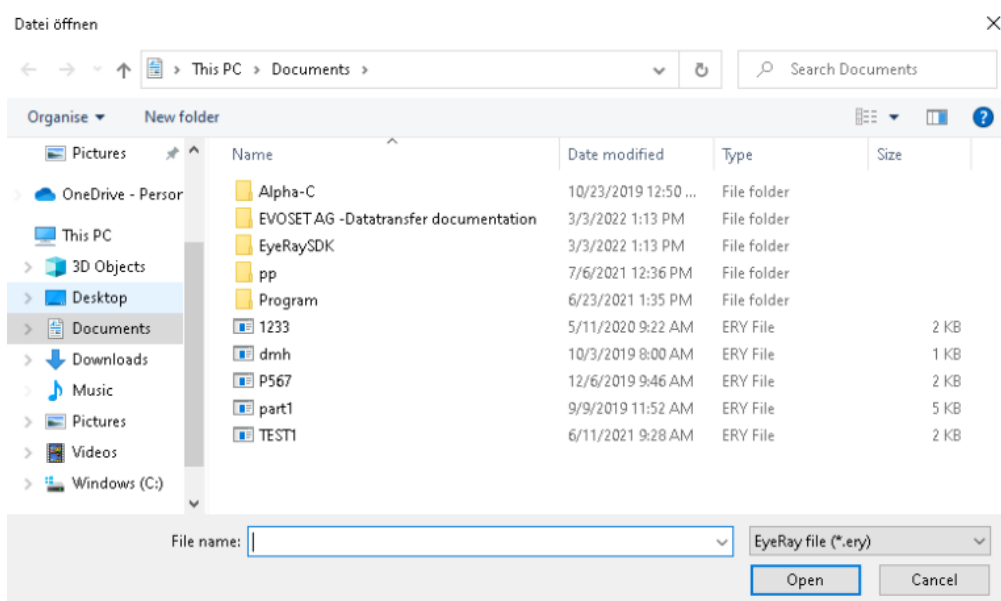 Datei öffnen
This PC > Documents >
Search Documents
Organise
New folder
Pictures
OneDrive - Person
This PC
3D Objects
Desktop
Documents
Downloads
Music
Pictures
Videos
Windows (C:)
Name Date modified Type Size
Alpha-C 10/23/2019 12:50 ... File folder
EVOSET AG -Datatransfer documentation 3/3/2022 1:13 PM File folder
EyeRaySDK 3/3/2022 1:13 PM File folder
pp 7/6/2021 12:36 PM File folder
Program 6/23/2021 1:35 PM File folder
1233 5/11/2020 9:22 AM ERY File 2 KB
dmh 10/3/2019 8:00 AM ERY File 1 KB
P567 12/6/2019 9:46 AM ERY File 2 KB
part1 9/9/2019 11:52 AM ERY File 5 KB
TEST1 6/11/2021 9:28 AM ERY File 2 KB
File name:
EyeRay file (*.ery)
Open
Cancel